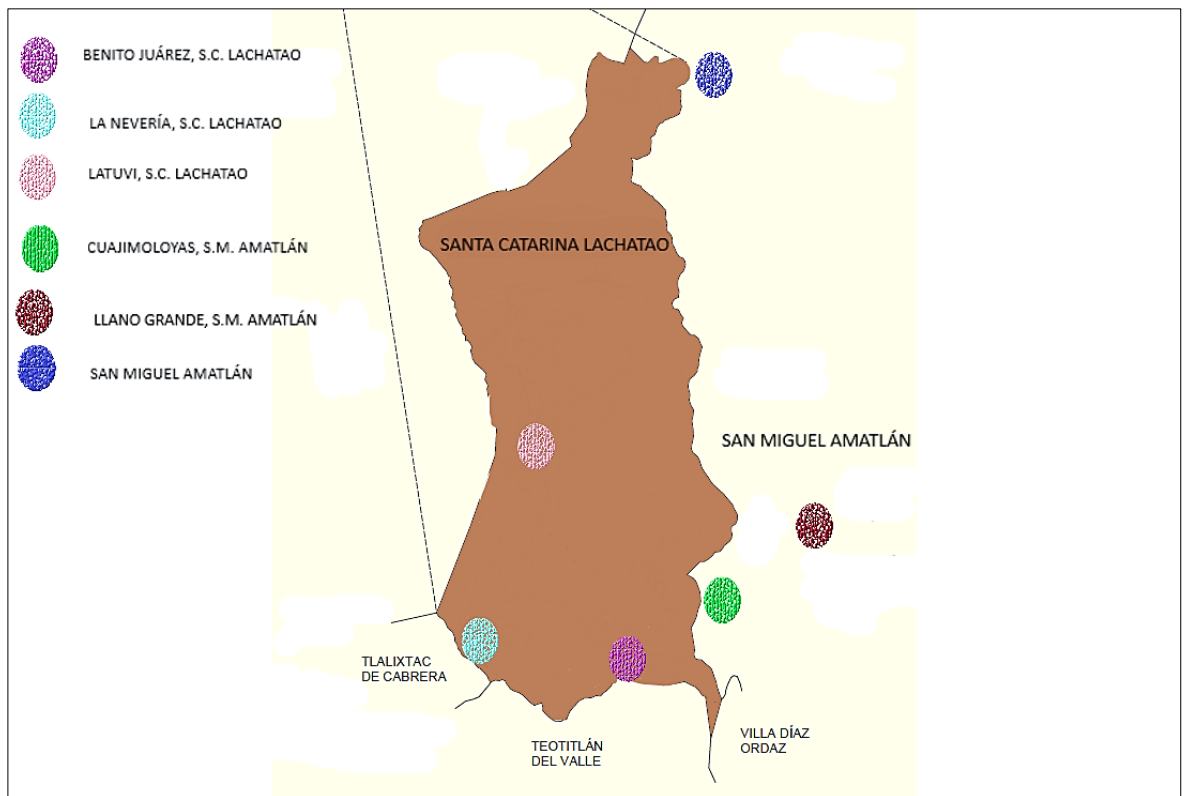 BENITO JUÁREZ, S.C. LACHATAO
LA NEVERÍA, S.C. LACHATAO
LATUVI, S.C. LACHATAO
CUAJIMOLOYAS, S.M. AMATLÁN
LLANO GRANDE, S.M. AMATLÁN
SAN MIGUEL AMATLÁN
SANTA CATARINA LACHATAO
SAN MIGUEL AMATLÁN
TLALIXTAC
DE CABRERA
TEOTITLÁN
DEL VALLE
VILLA DÍAZ
ORDAZ